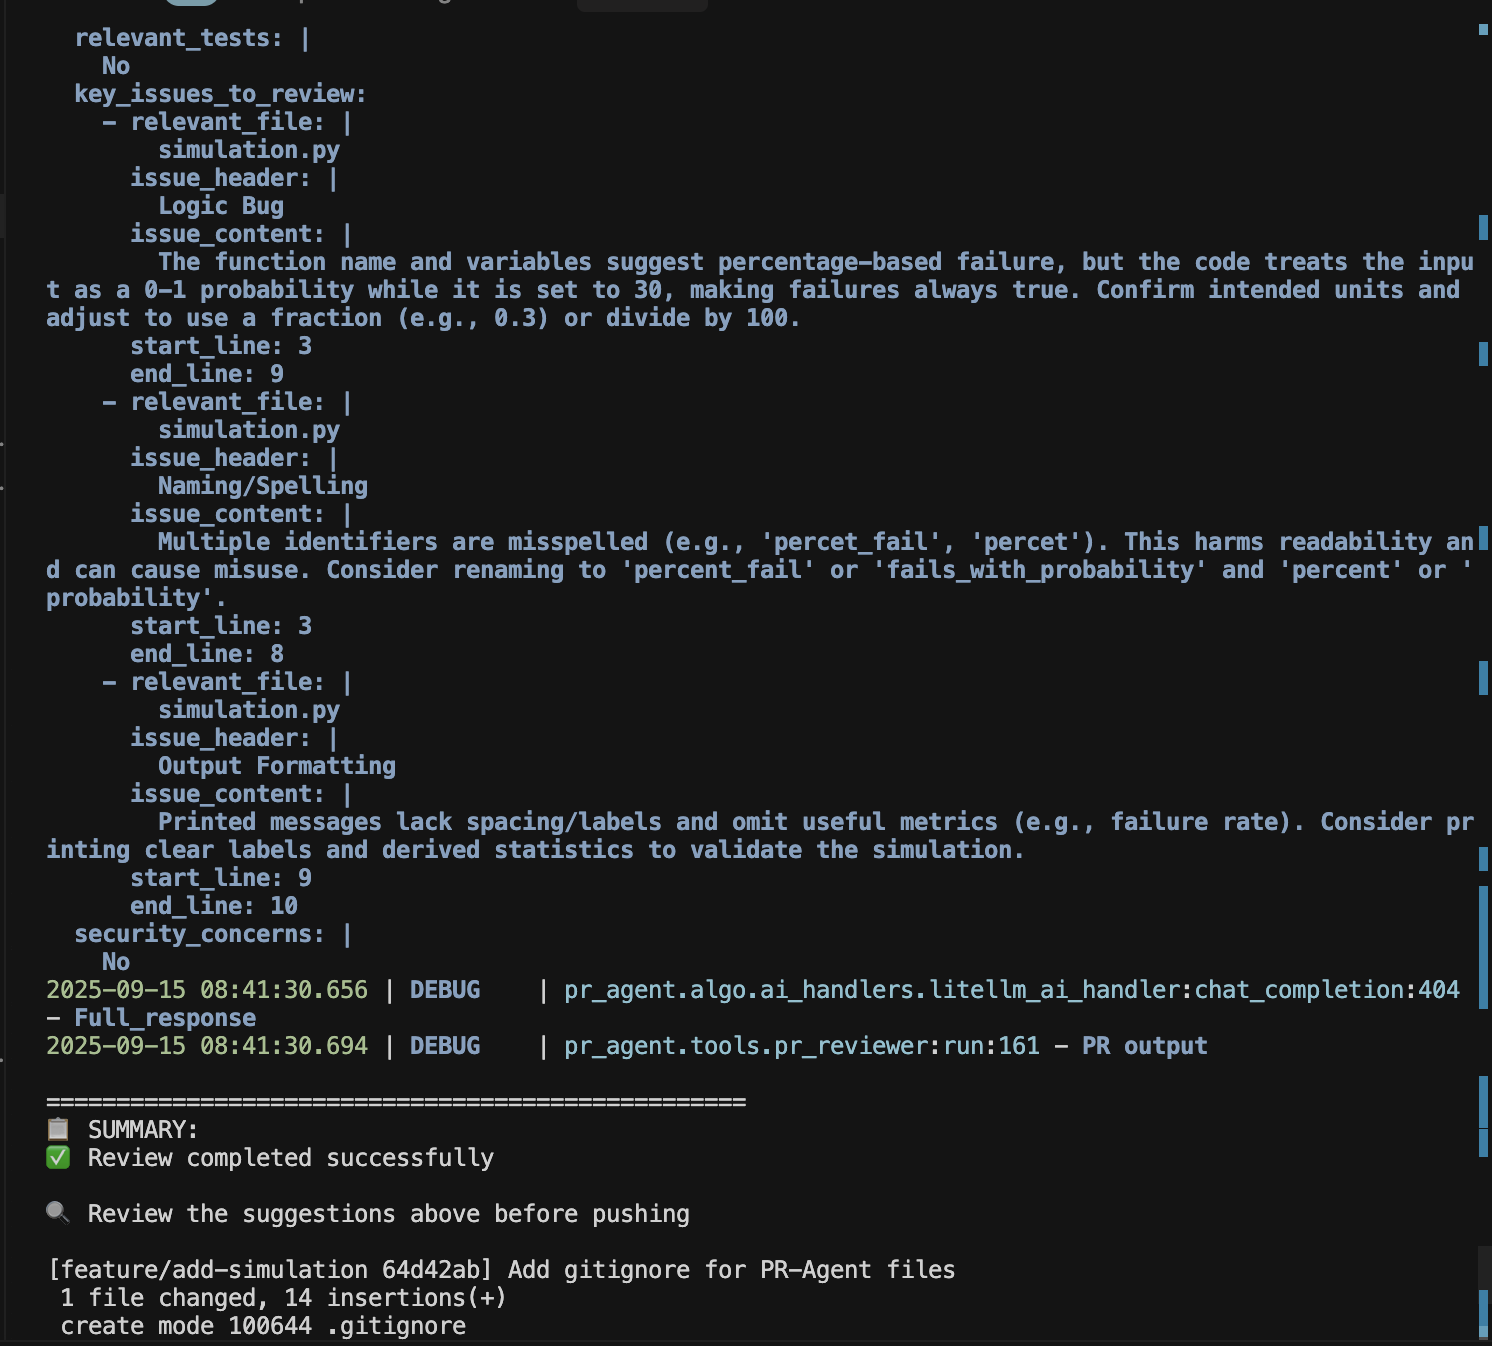 relevant_tests: |
No
key_issues_to_review:
- relevant_file: |
simulation.py
issue_header: |
Logic Bug
issue_content: |
The function name and variables suggest percentage-based failure, but the code treats the inpu
t as a 0-1 probability while it is set to 30, making failures always true. Confirm intended units and
adjust to use a fraction (e.g., 0.3) or divide by 100.
start_line: 3
end_line: 9
- relevant_file: |
simulation.py
issue_header: |
Naming/Spelling
issue_content: |
Multiple identifiers are misspelled (e.g., 'percet_fail', 'percet'). This harms readability an
d can cause misuse. Consider renaming to 'percent_fail' or 'fails_with_probability' and 'percent' or '
probability'.
start_line: 3
end_line: 8
- relevant_file: |
simulation.py
issue_header: |
Output Formatting
issue_content: |
Printed messages lack spacing/labels and omit useful metrics (e.g., failure rate). Consider pr
inting clear labels and derived statistics to validate the simulation.
start_line: 9
end_line: 10
security_concerns: |
No
2025-09-15 08:41:30.656 | DEBUG    | pr_agent.algo.ai_handlers.litellm_ai_handler:chat_completion:404
- Full_response
2025-09-15 08:41:30.694 | DEBUG    | pr_agent.tools.pr_reviewer:run:161 - PR output
==================================================
📋 SUMMARY:
✅ Review completed successfully
🔍 Review the suggestions above before pushing
[feature/add-simulation 64d42ab] Add gitignore for PR-Agent files
1 file changed, 14 insertions(+)
create mode 100644 .gitignore